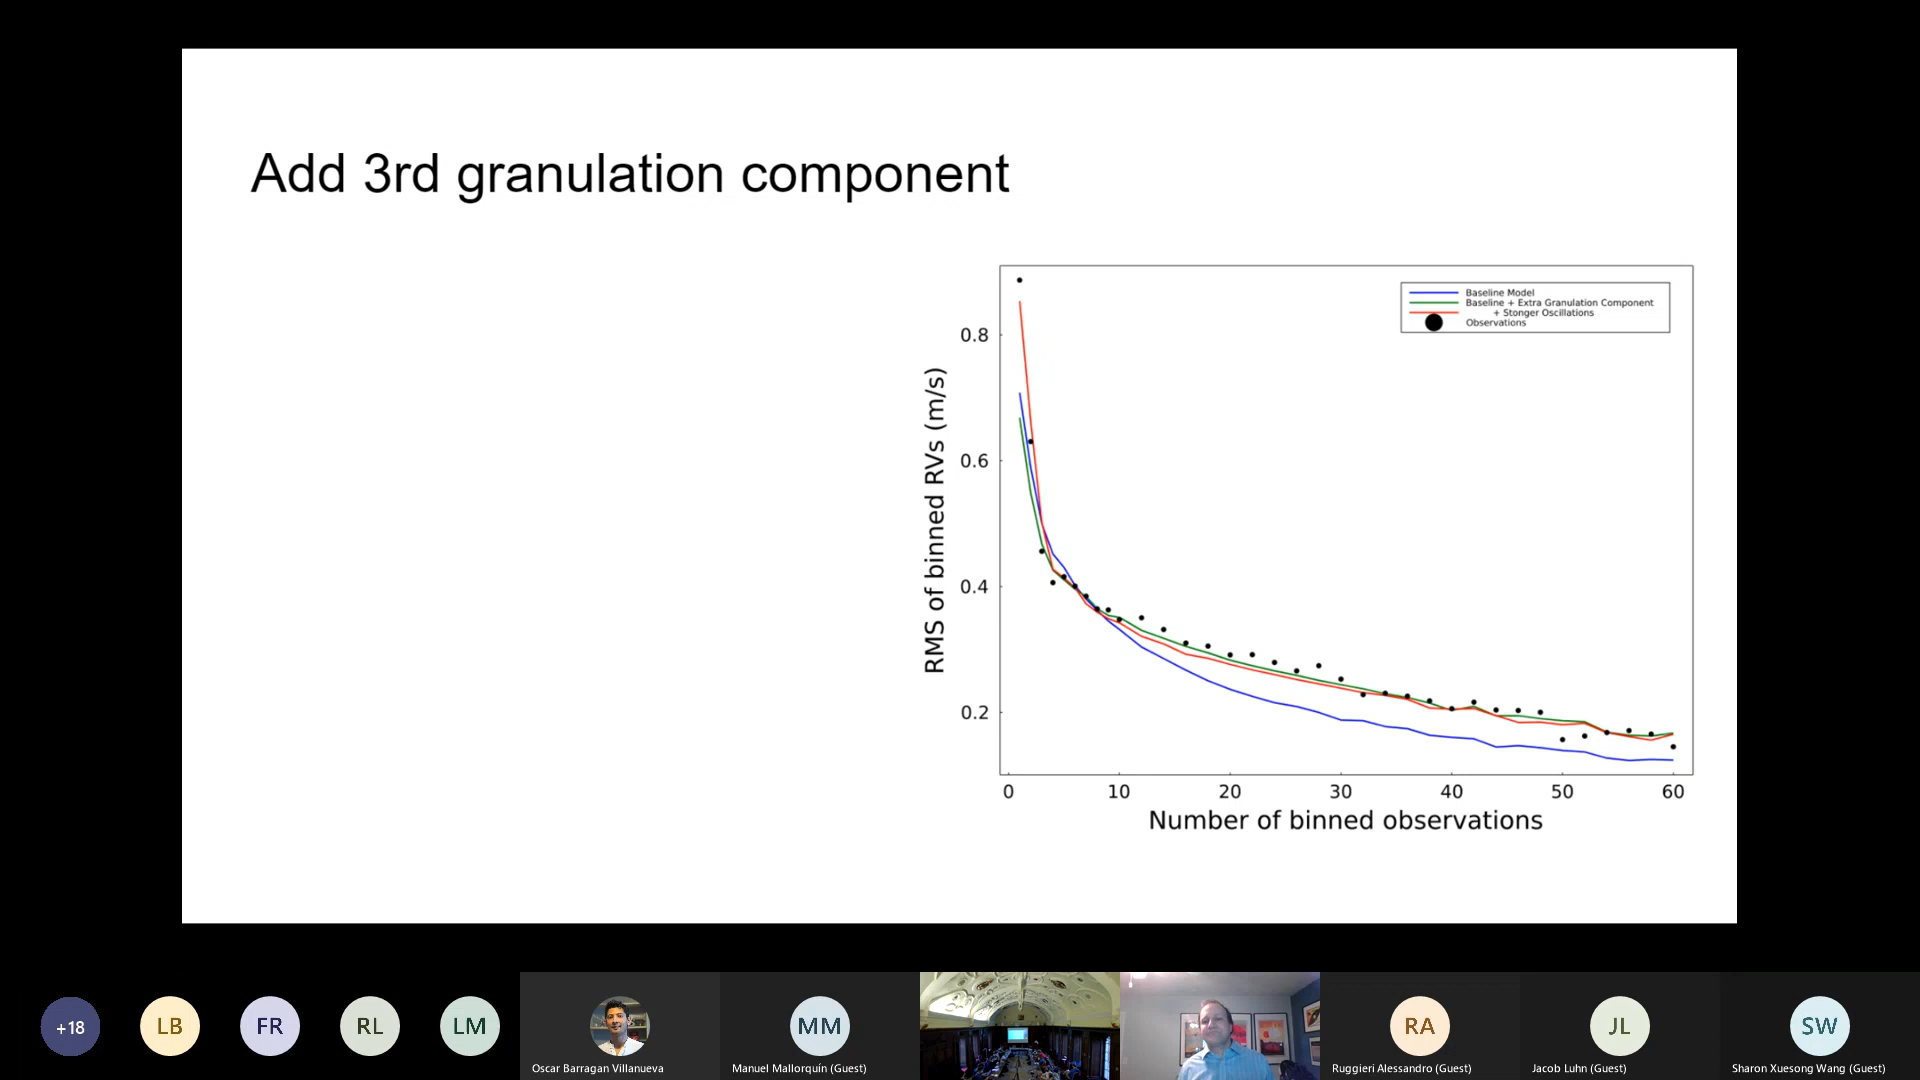 Add 3rd granulation component
Baseline Model
Baseline + Extra Granulation Component
+ Stonger Oscillations
Observations
RMS of binned RVs (m/s)
0.8
0.6
0.4
0.2
0 10 20 30 40 50 60
Number of binned observations
+18 LB FR RL LM MM RA JL SW
Oscar Barragan Villanueva Manuel Mallorquín (Guest) Ruggieri Alessandro (Guest) Jacob Luhn (Guest) Sharon Xuesong Wang (Guest)